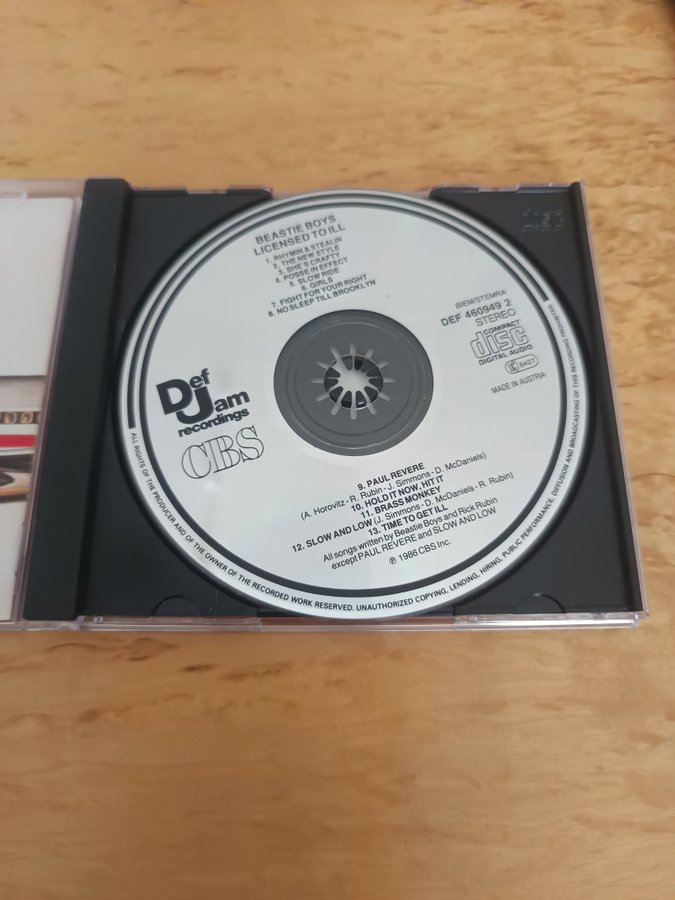 BEASTIE BOYS
LICENSED TO ILL
1. RHYMIN & STEALIN
2. THE NEW STYLE
3. SHE'S CRAFTY
4. POSSE IN EFFECT
5. SLOW RIDE
6. GIRLS
7. FIGHT FOR YOUR RIGHT
8. NO SLEEP TILL BROOKLYN
BIEM/STEMRA
DEF 460949 2
STEREO
COMPACT
disc
DIGITAL AUDIO
LC 8427
MADE IN AUSTRIA
Def
Jam
recordings
CBS
9. PAUL REVERE
(A. Horovitz - R. Rubin - J. Simmons - D. McDaniels)
10. HOLD IT NOW, HIT IT
11. BRASS MONKEY
12. SLOW AND LOW (J. Simmons - D. McDaniels - R. Rubin)
13. TIME TO GET ILL
All songs written by Beastie Boys and Rick Rubin
except PAUL REVERE and SLOW AND LOW
℗ 1986 CBS Inc.
ALL RIGHTS OF THE PRODUCER AND OF THE OWNER OF THE RECORDED WORK RESERVED. UNAUTHORIZED COPYING, LENDING, HIRING, PUBLIC PERFORMANCE, DIFFUSION AND BROADCASTING OF THIS RECORDING PROHIBITED.